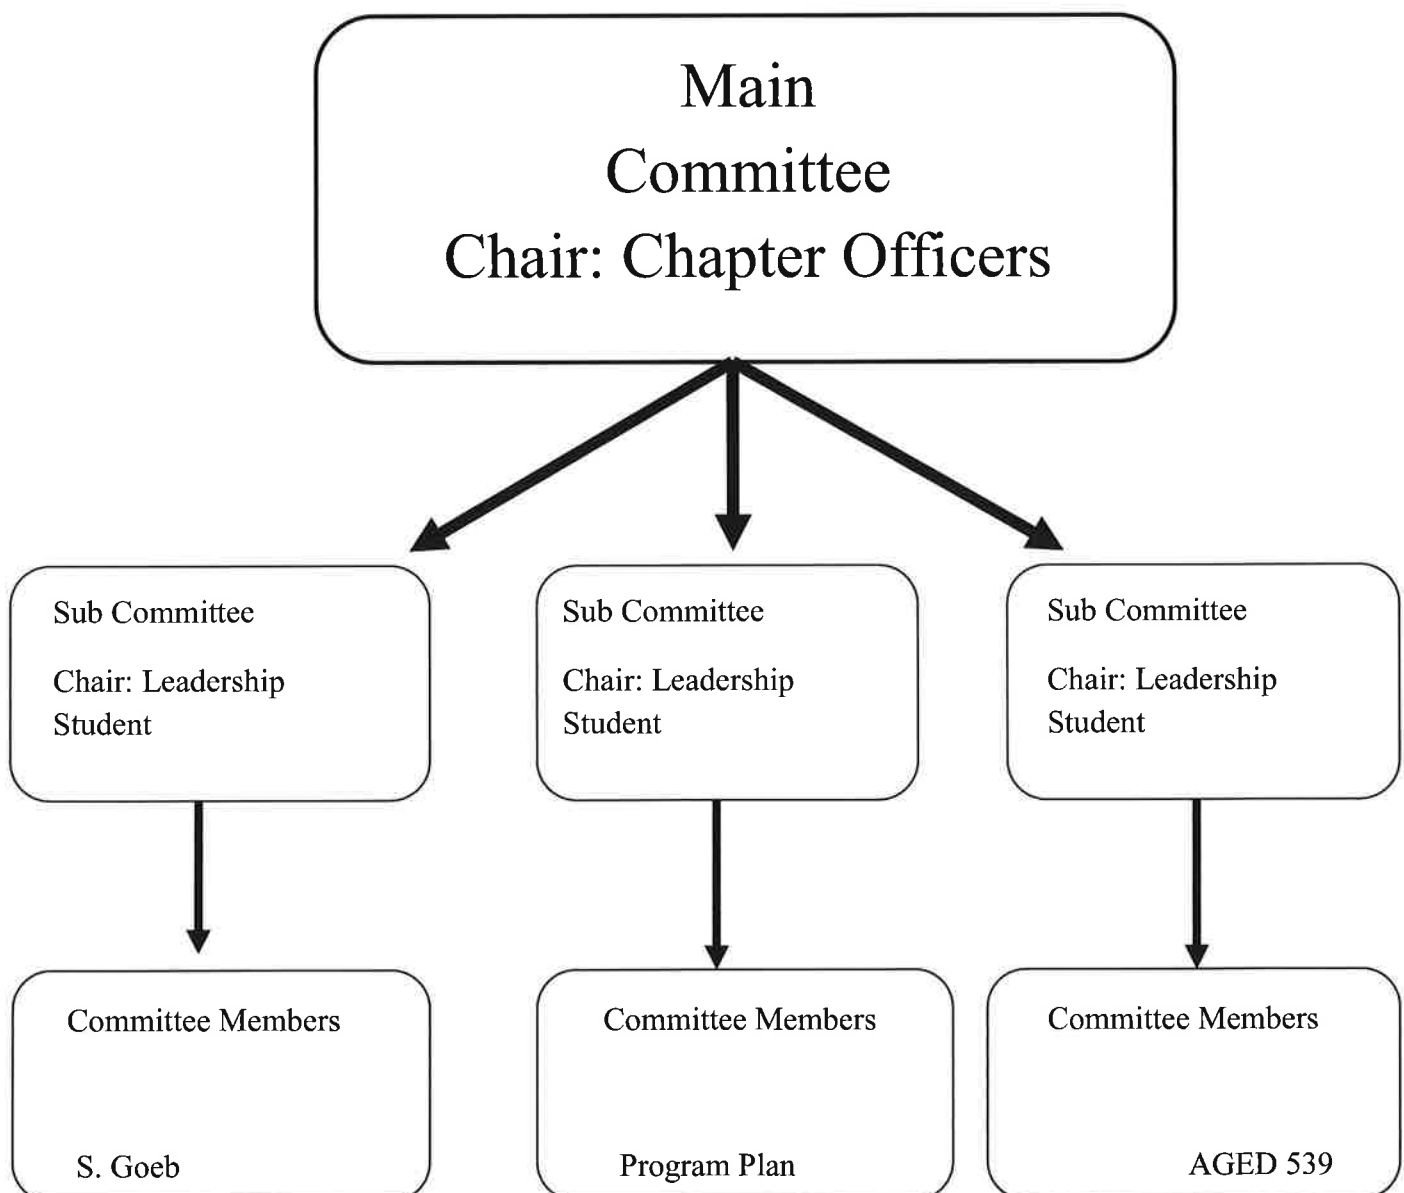 Main
Committee
Chair: Chapter Officers
Sub Committee
Chair: Leadership
Student
Sub Committee
Chair: Leadership
Student
Sub Committee
Chair: Leadership
Student
Committee Members
Committee Members
Committee Members
S. Goeb
Program Plan
AGED 539